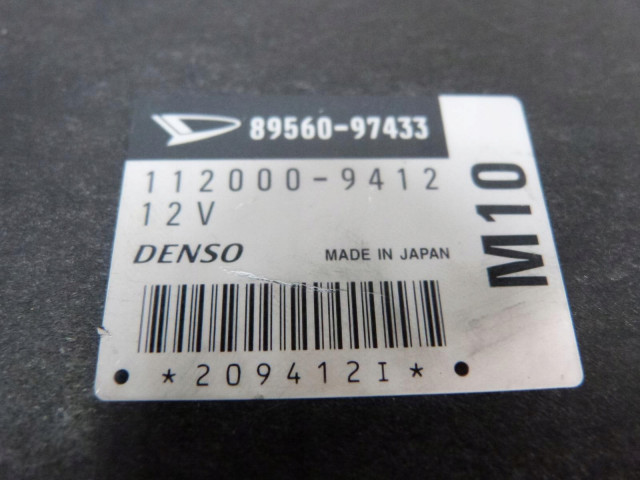 89560-97433
112000-9412
12V
DENSO MADE IN JAPAN
M10
*209412I*